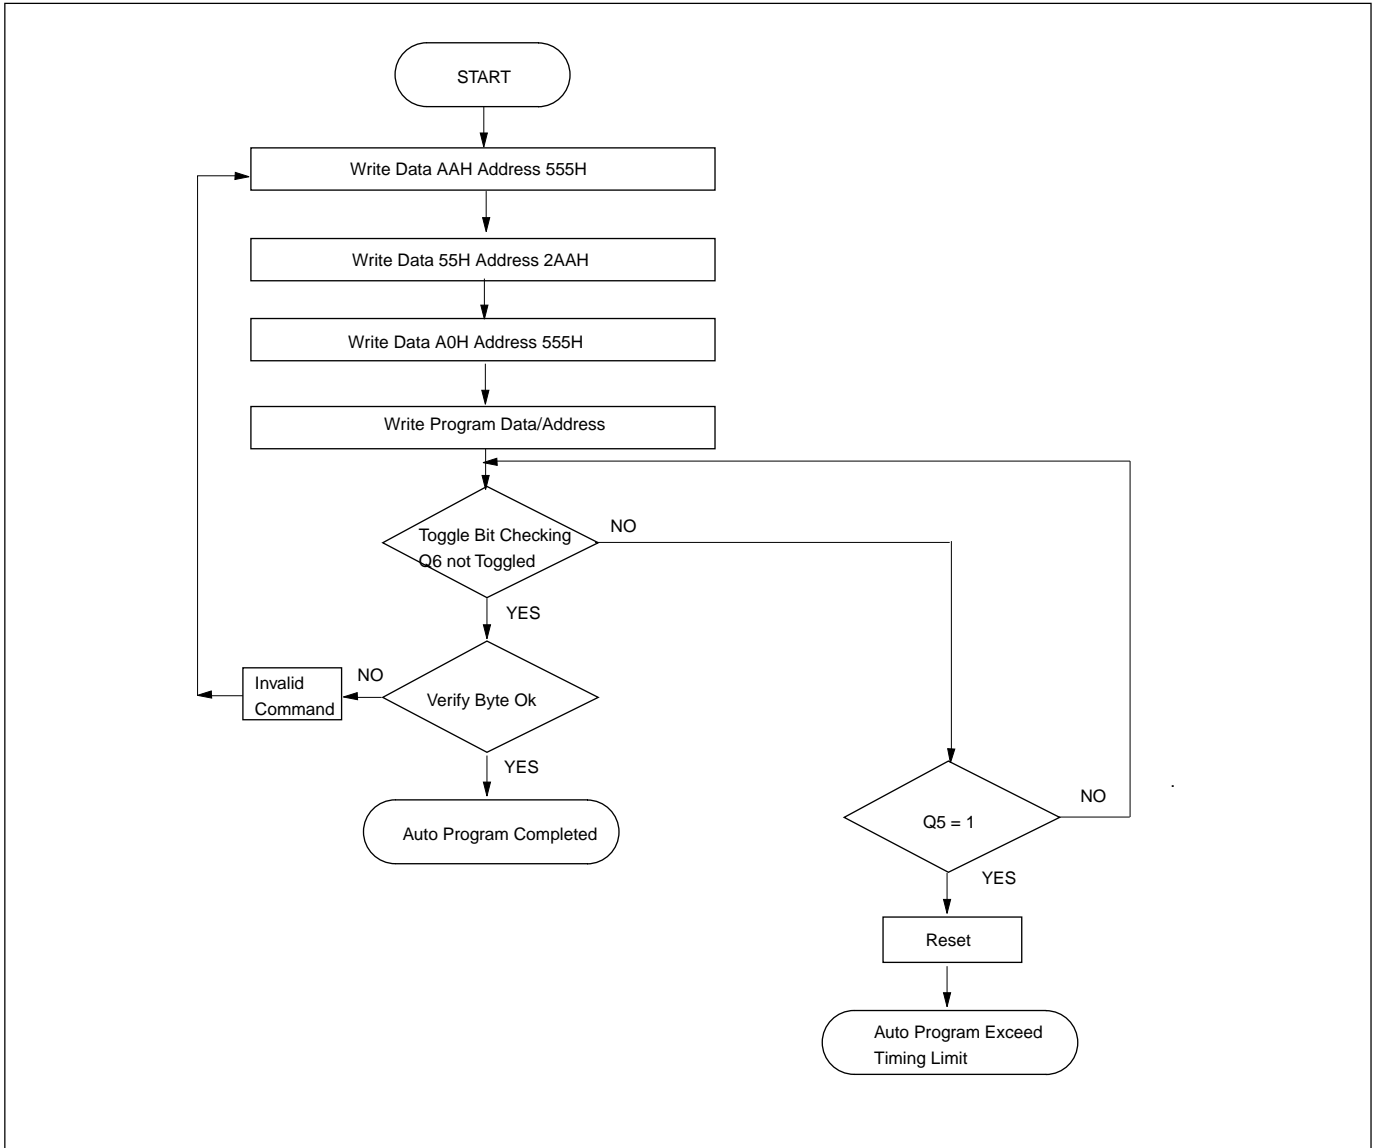 START
Write Data AAH Address 555H
Write Data 55H Address 2AAH
Write Data A0H Address 555H
Write Program Data/Address
Toggle Bit Checking
Q6 not Toggled
NO
YES
Invalid
Command
NO
Verify Byte Ok
YES
Auto Program Completed
Q5 = 1
NO
.
YES
Reset
Auto Program Exceed
Timing Limit